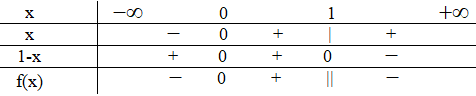 x −∞ 0 1 +∞
x − 0 + | +
1-x + 0 + 0 −
f(x) − 0 + || −